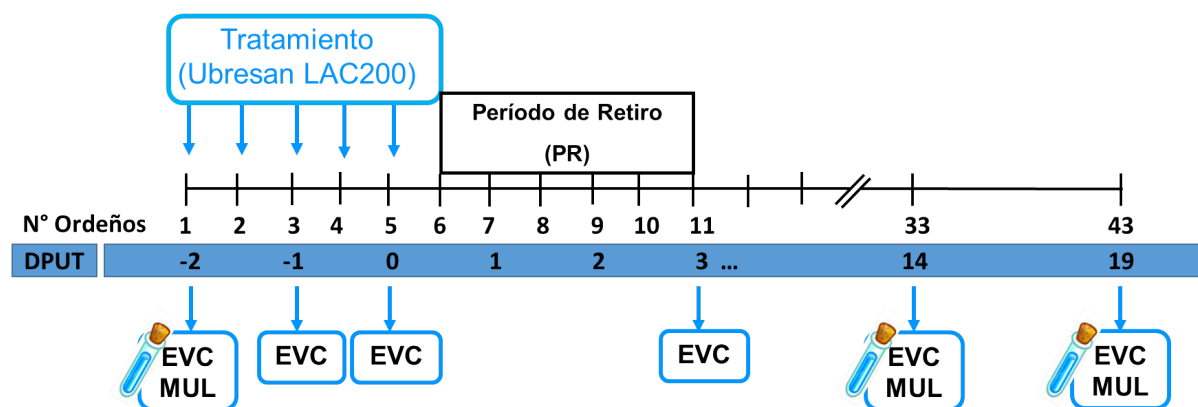 Tratamiento
(Ubresan LAC200)
Período de Retiro
(PR)
N° Ordeños 1 2 3 4 5 6 7 8 9 10 11 33 43
DPUT -2 -1 0 1 2 3 ... 14 19
EVC EVC EVC EVC EVC EVC
MUL MUL MUL